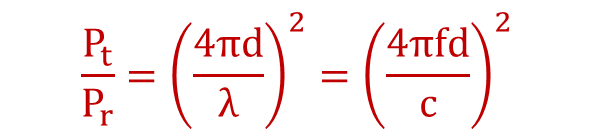 Pₜ/Pᵣ = (4πd/λ)² = (4πfd/c)²